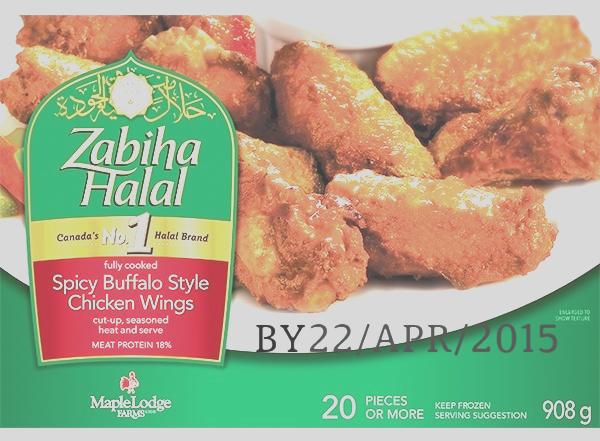 حلال
Zabiha
Halal
Canada's No. 1 Halal Brand
fully cooked
Spicy Buffalo Style
Chicken Wings
cut-up, seasoned
heat and serve
MEAT PROTEIN 18%
ENLARGED TO
SHOW TEXTURE
BY22/APR/2015
MapleLodge
FARMS
20 PIECES
OR MORE
KEEP FROZEN
SERVING SUGGESTION
908 g